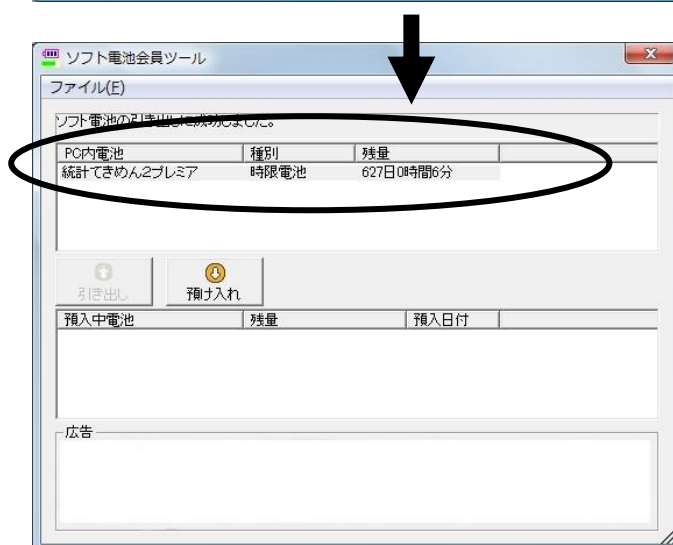 ソフト電池会員ツール
ファイル(F)
ソフト電池の引き出しに成功しました。
PC内電池 種別 残量
統計てきめん2プレミア 時限電池 627日0時間6分
引き出し 預け入れ
預入中電池 残量 預入日付
広告